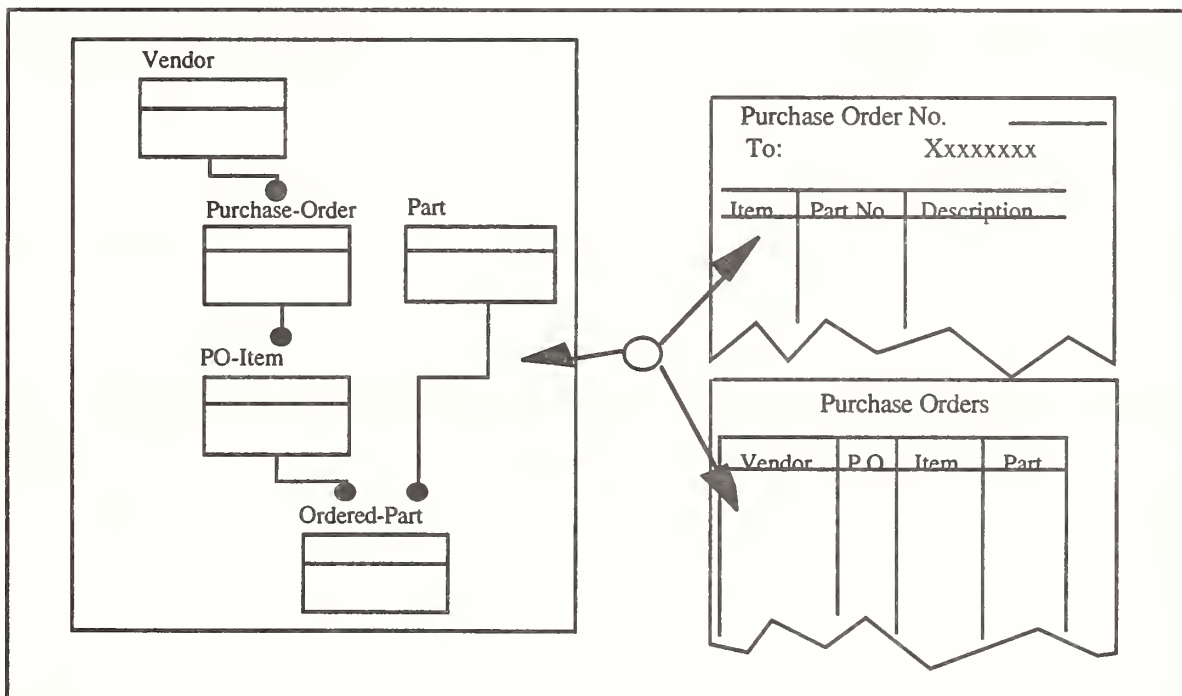 Vendor
Purchase-Order
Part
PO-Item
Ordered-Part
Purchase Order No.
To: Xxxxxxxx
Item Part No Description
Purchase Orders
Vendor P.O Item Part